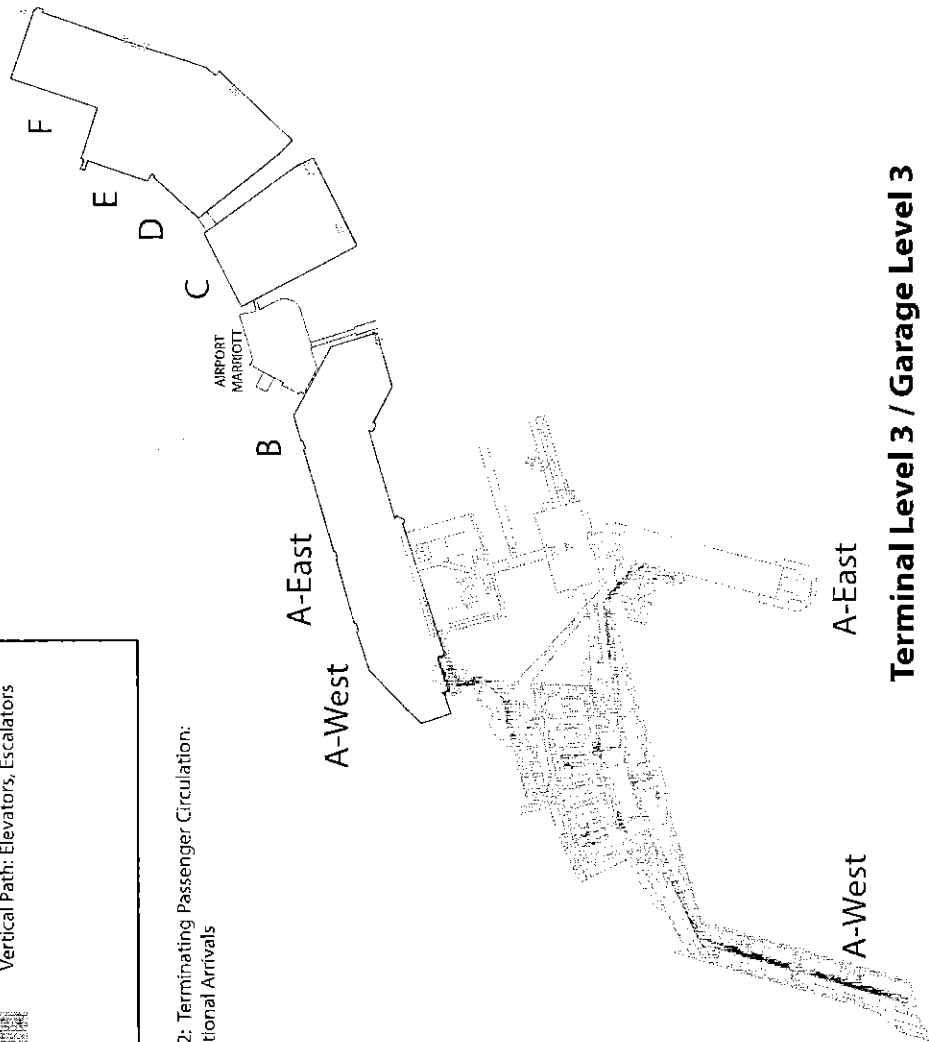 Vertical Path: Elevators, Escalators
2: Terminating Passenger Circulation:
tional Arrivals
A-West
A-East
B
AIRPORT
MARRIOTT
C
D
E
F
A-West
A-East
Terminal Level 3 / Garage Level 3